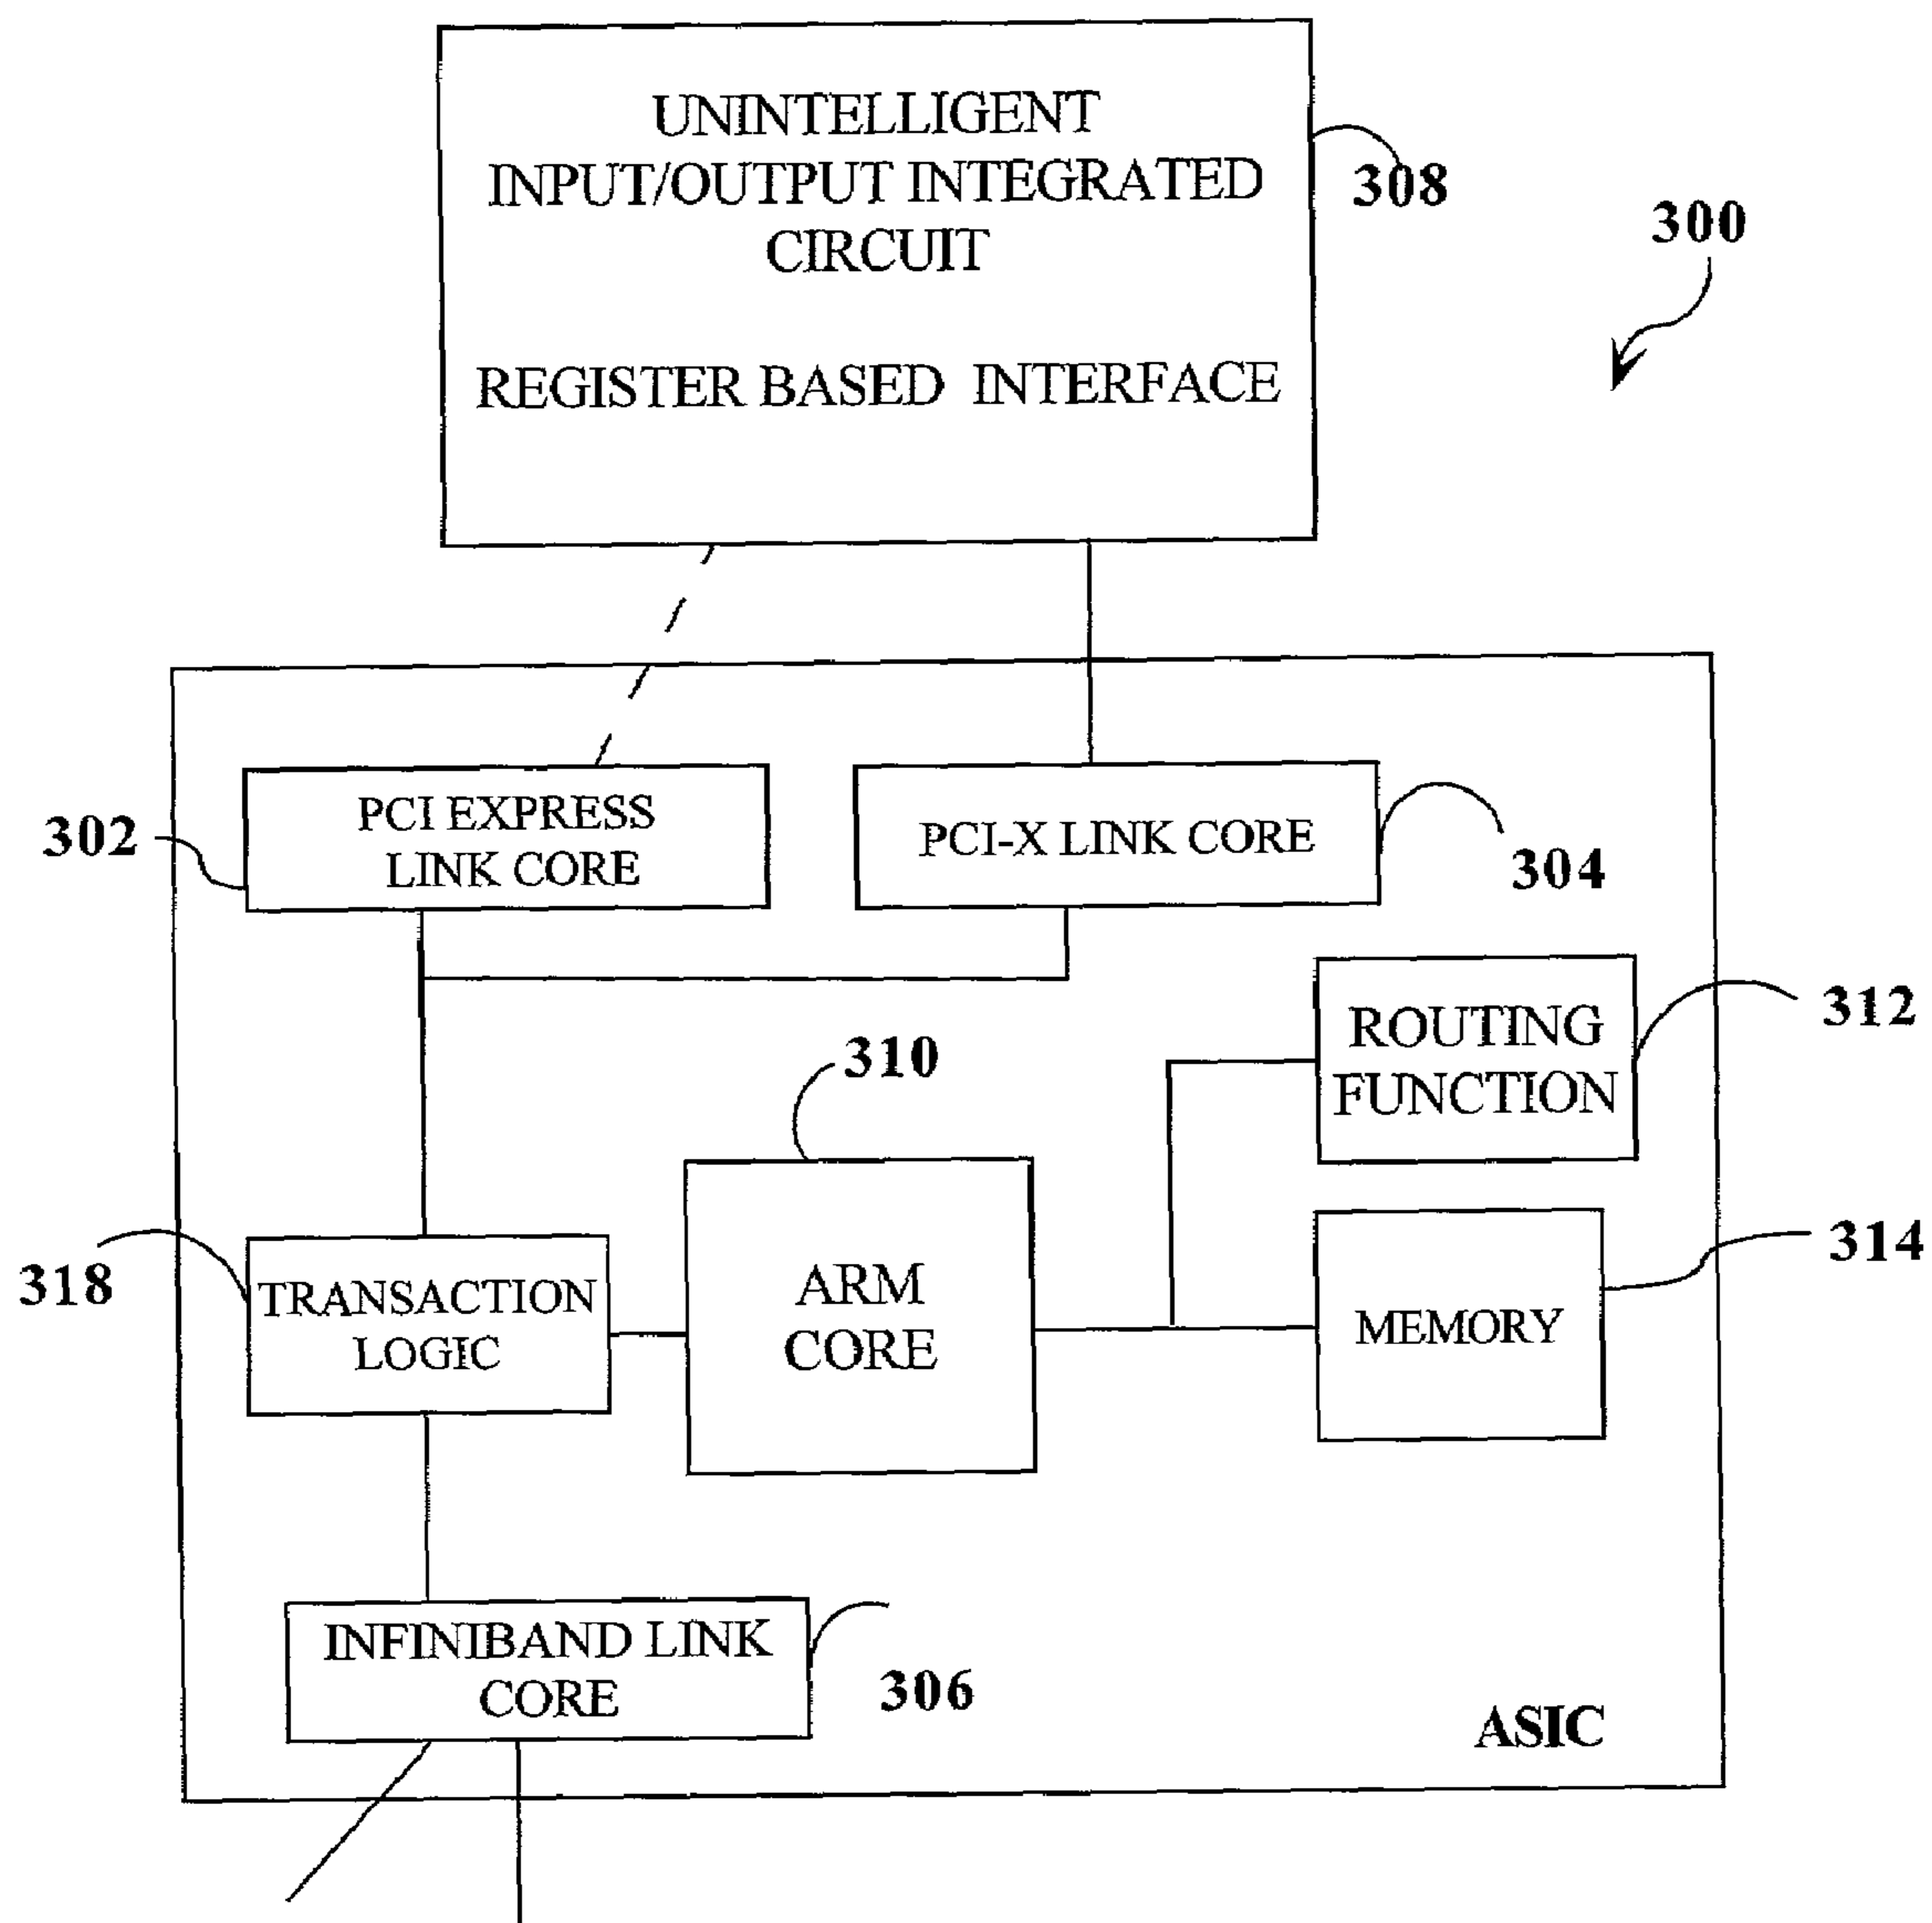 UNINTELLIGENT
INPUT/OUTPUT INTEGRATED
CIRCUIT
REGISTER BASED INTERFACE
308
300
PCI EXPRESS
LINK CORE
302
PCI-X LINK CORE
304
ROUTING
FUNCTION
312
310
ARM
CORE
314
MEMORY
318
TRANSACTION
LOGIC
INFINIBAND LINK
CORE
306
ASIC